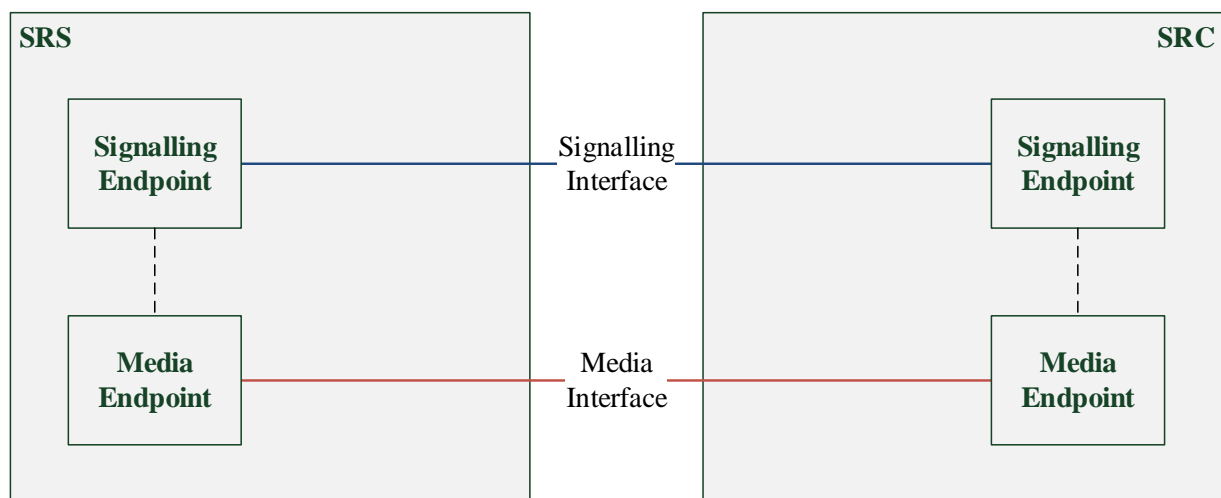 SRS
SRC
Signalling
Endpoint
Signalling
Interface
Signalling
Endpoint
Media
Endpoint
Media
Interface
Media
Endpoint